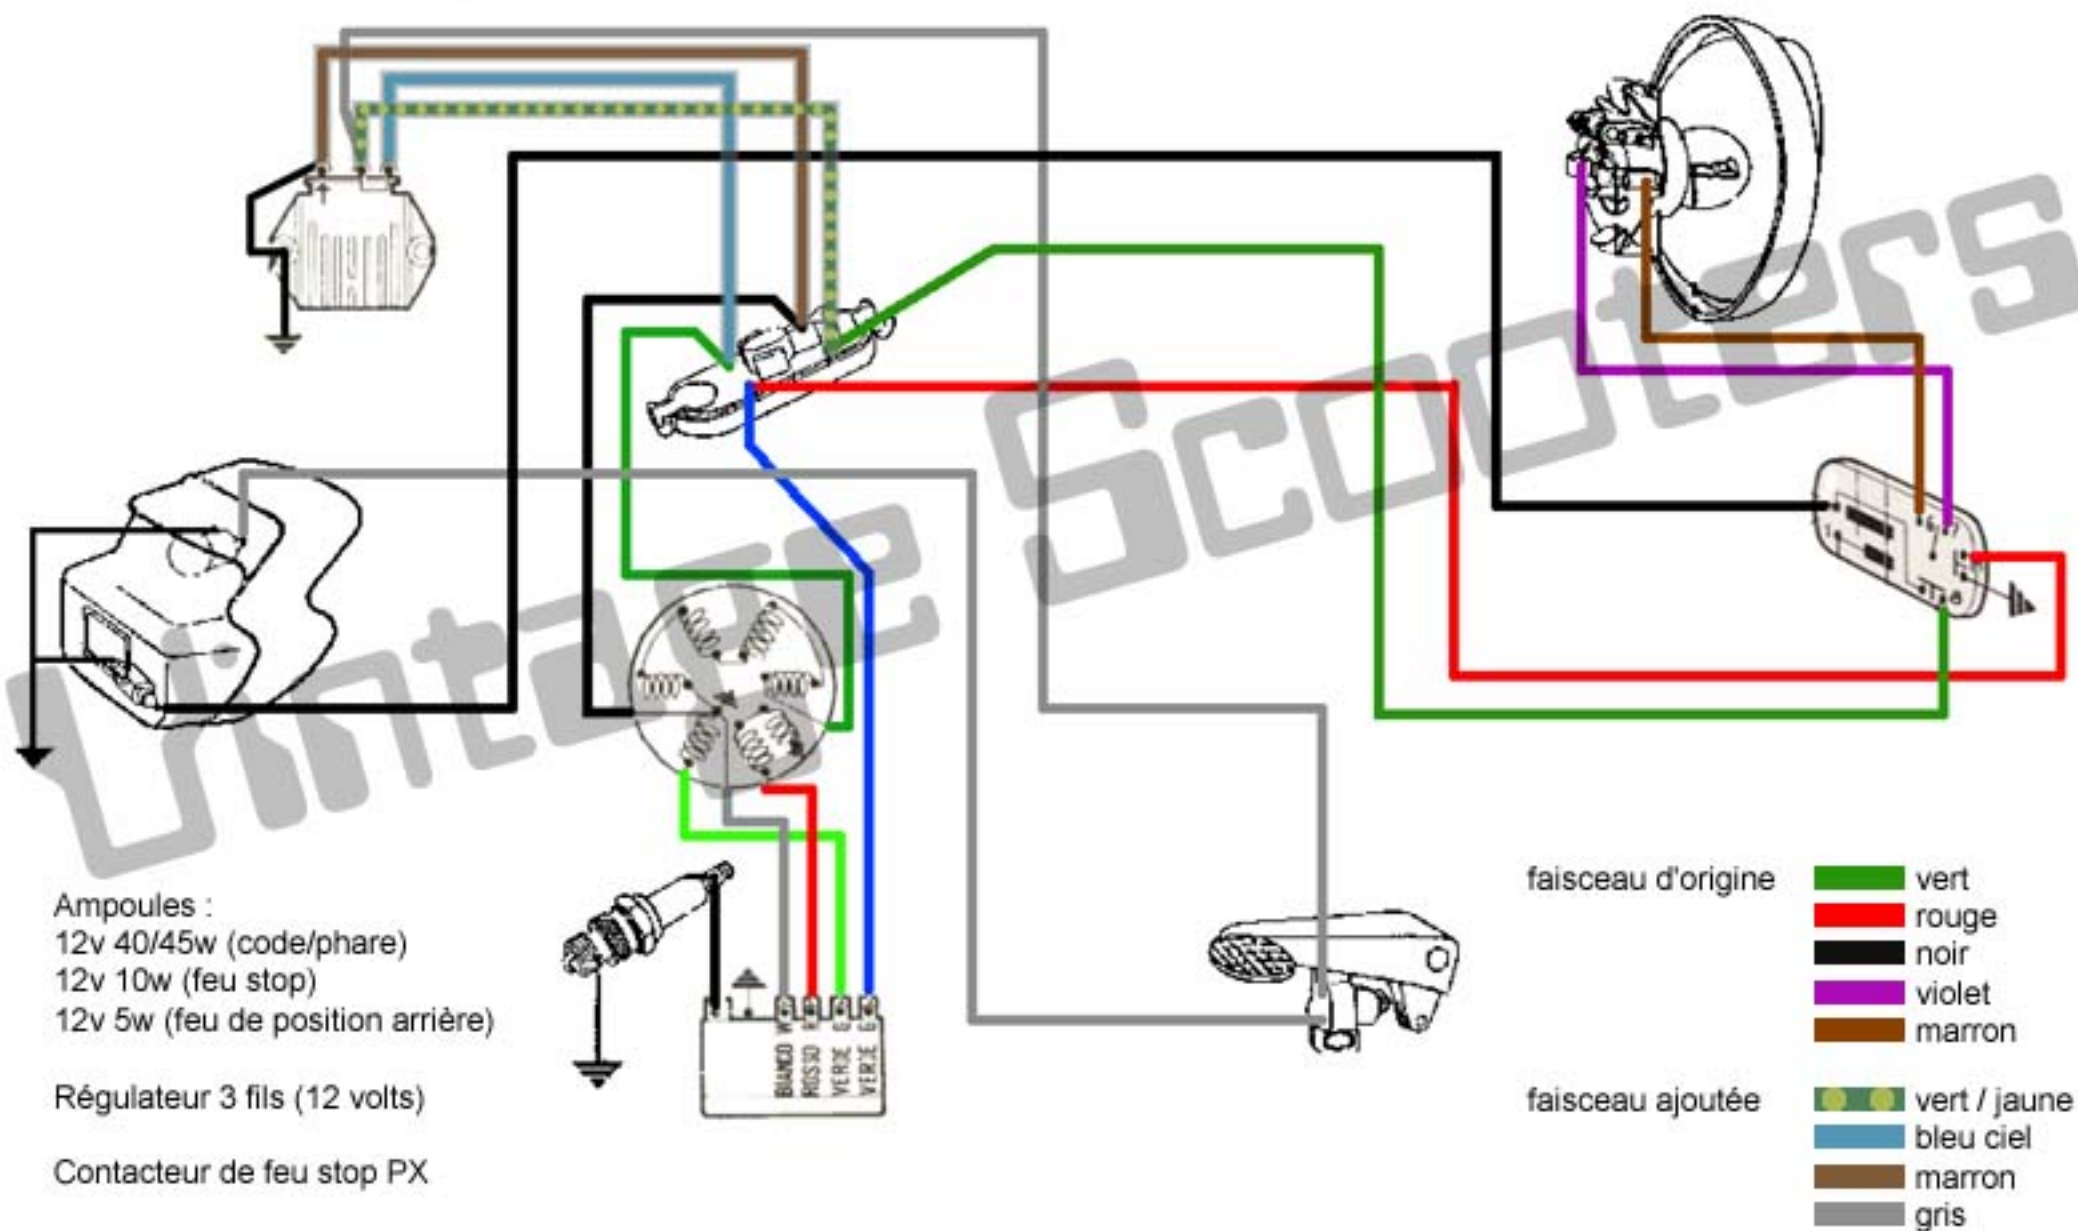 Vintage Scooters
Ampoules :
12v 40/45w (code/phare)
12v 10w (feu stop)
12v 5w (feu de position arrière)
Régulateur 3 fils (12 volts)
Contacteur de feu stop PX
BIANCO W
ROSSO R
VERDE G
VERDE G
faisceau d'origine
vert
rouge
noir
violet
marron
faisceau ajoutée
vert / jaune
bleu ciel
marron
gris